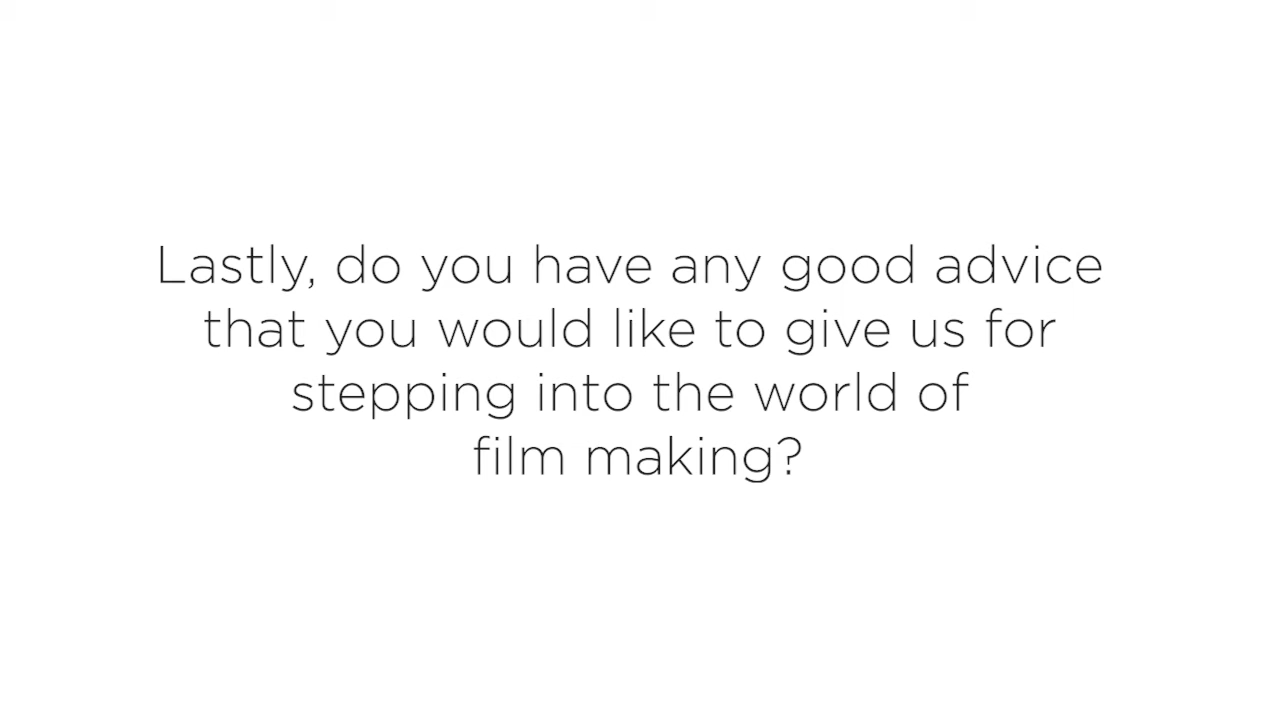 Lastly, do you have any good advice
that you would like to give us for
stepping into the world of
film making?